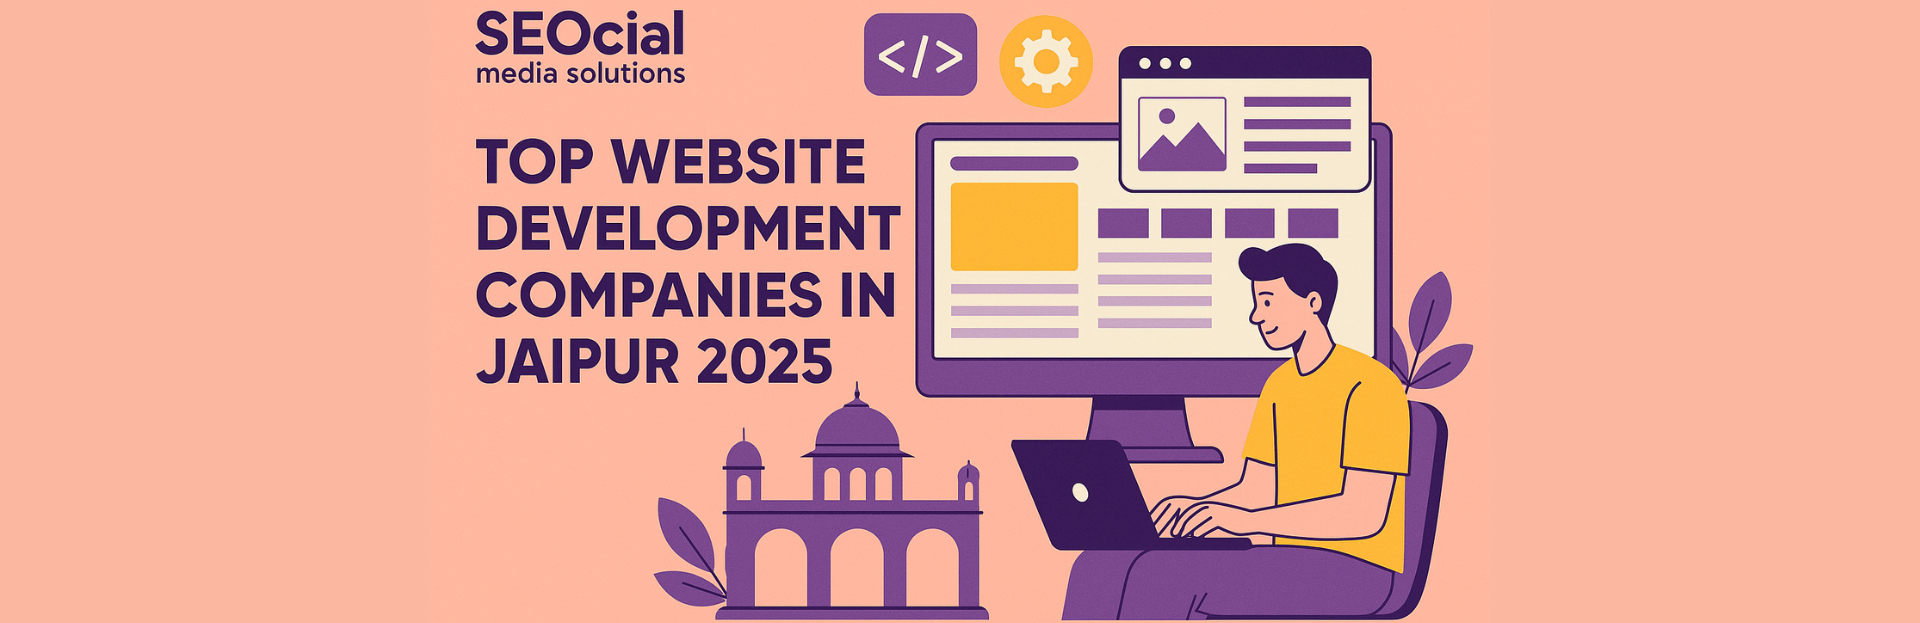 SEOcial
media solutions
</>
TOP WEBSITE
DEVELOPMENT
COMPANIES IN
JAIPUR 2025